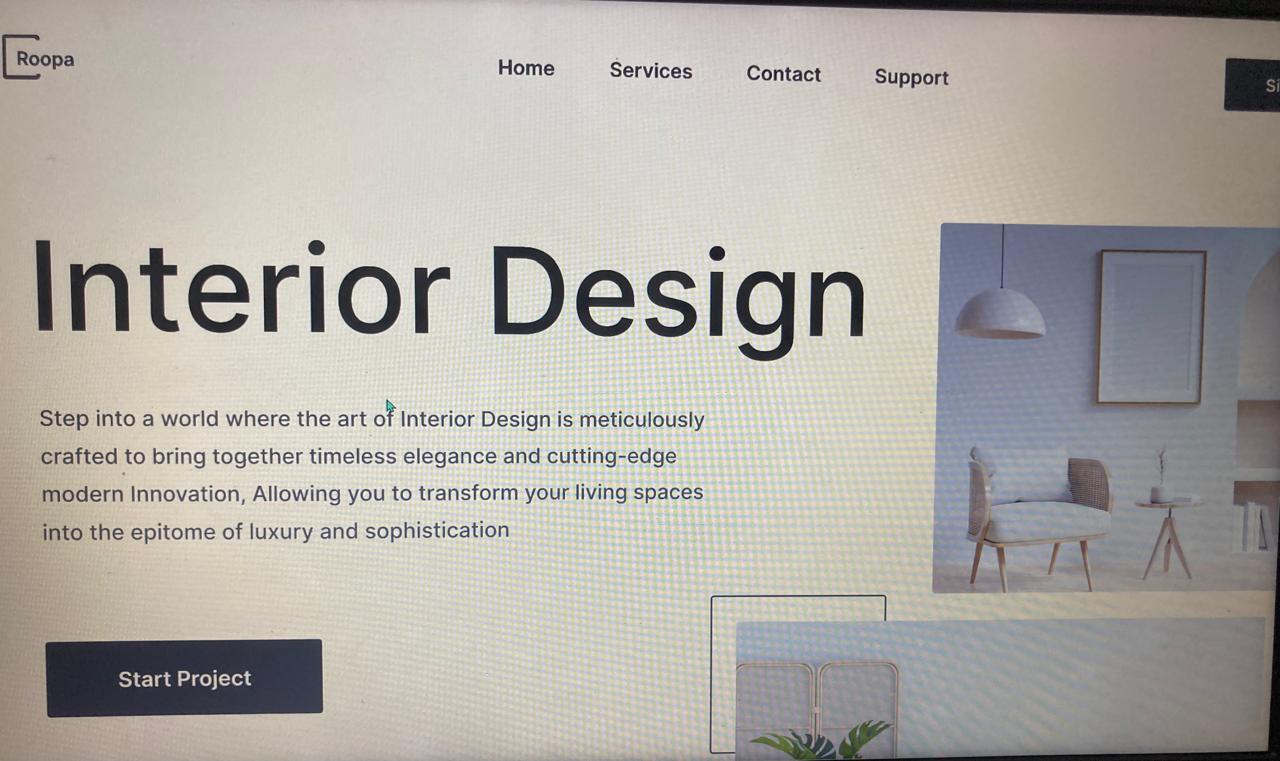 Roopa
Home Services Contact Support
Interior Design
Step into a world where the art of Interior Design is meticulously
crafted to bring together timeless elegance and cutting-edge
modern Innovation, Allowing you to transform your living spaces
into the epitome of luxury and sophistication
Start Project